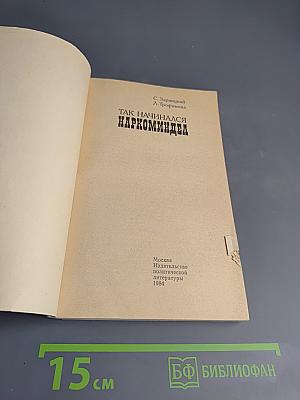 С. Зарницкий
Л. Трофимова
ТАК НАЧИНАЛСЯ
НАРКОМИНДЕЛ
Москва
Издательство
политической
литературы
1984
15 см
БФ БИБЛИОФАН